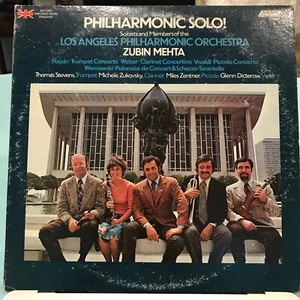 PHILHARMONIC SOLO!
Soloists and Members of the
LOS ANGELES PHILHARMONIC ORCHESTRA
ZUBIN MEHTA
Haydn·Trumpet Concerto Weber·Clarinet Concertino Vivaldi·Piccolo Concerto
Wieniawski·Polonaise de Concert & Scherzo-Tarantelle
Thomas Stevens, Trumpet Michele Zukovsky, Clarinet Miles Zentner, Piccolo Glenn Dicterow, Violin